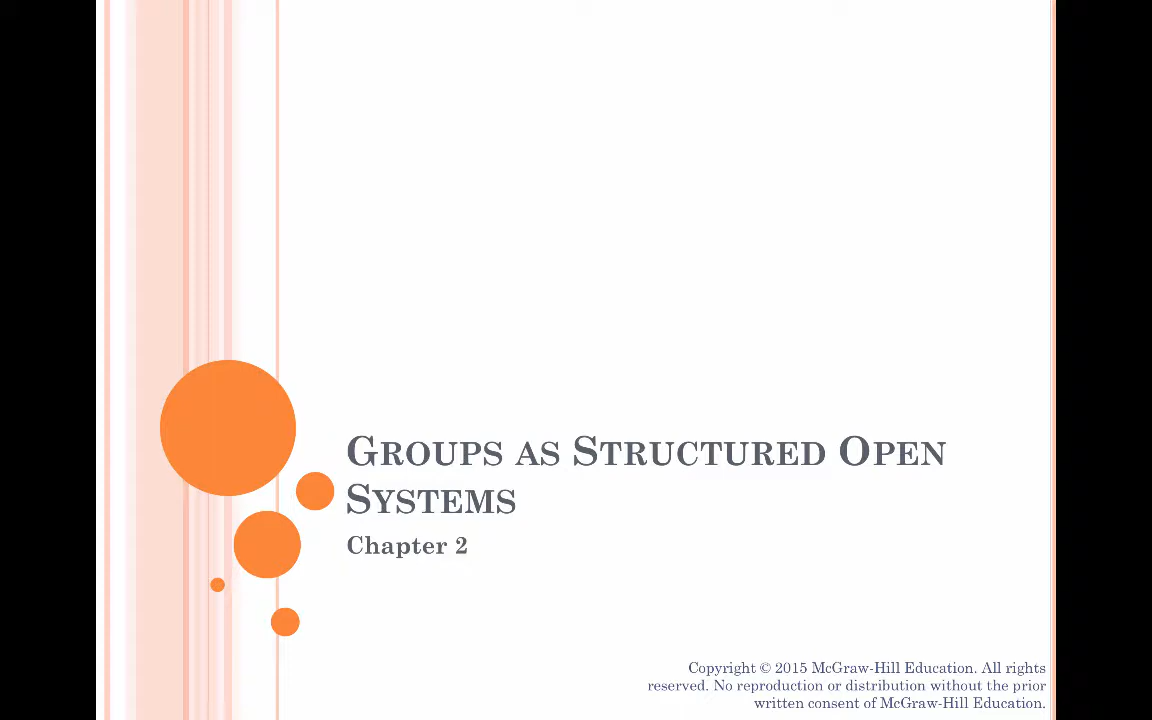 Groups as Structured Open
Systems
Chapter 2
Copyright © 2015 McGraw-Hill Education. All rights
reserved. No reproduction or distribution without the prior
written consent of McGraw-Hill Education.